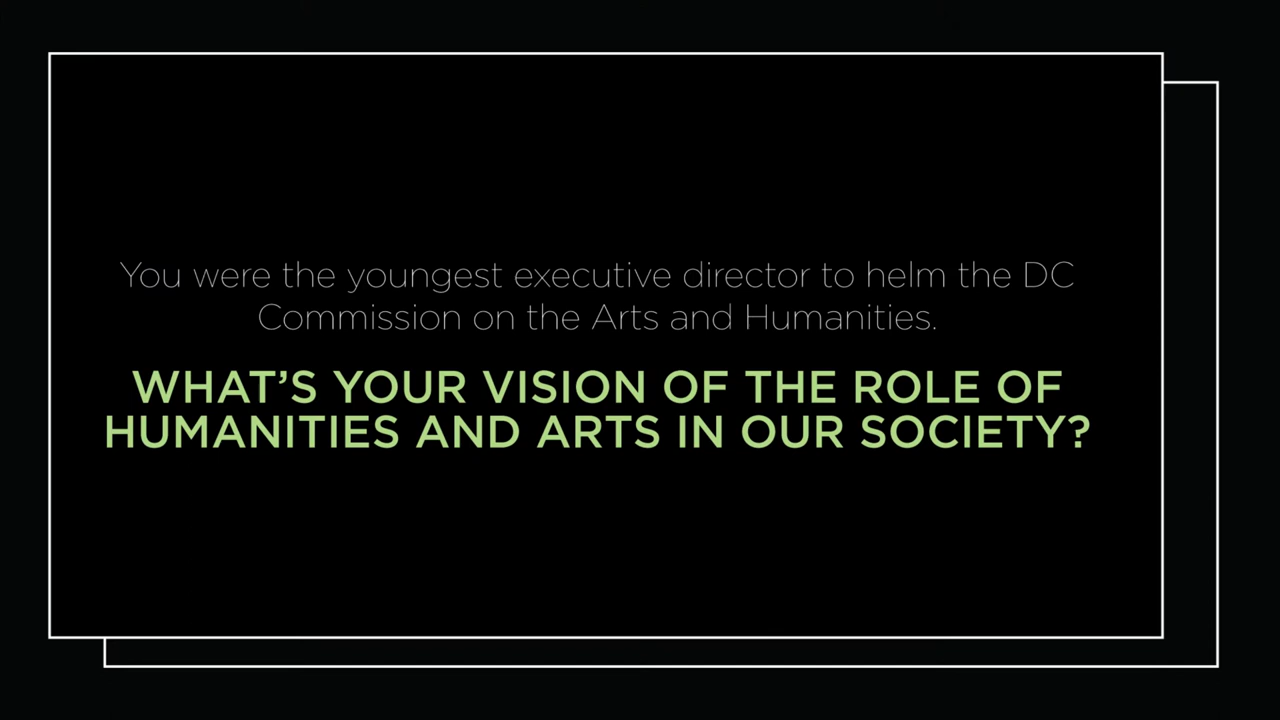 You were the youngest executive director to helm the DC
Commission on the Arts and Humanities.
WHAT’S YOUR VISION OF THE ROLE OF
HUMANITIES AND ARTS IN OUR SOCIETY?